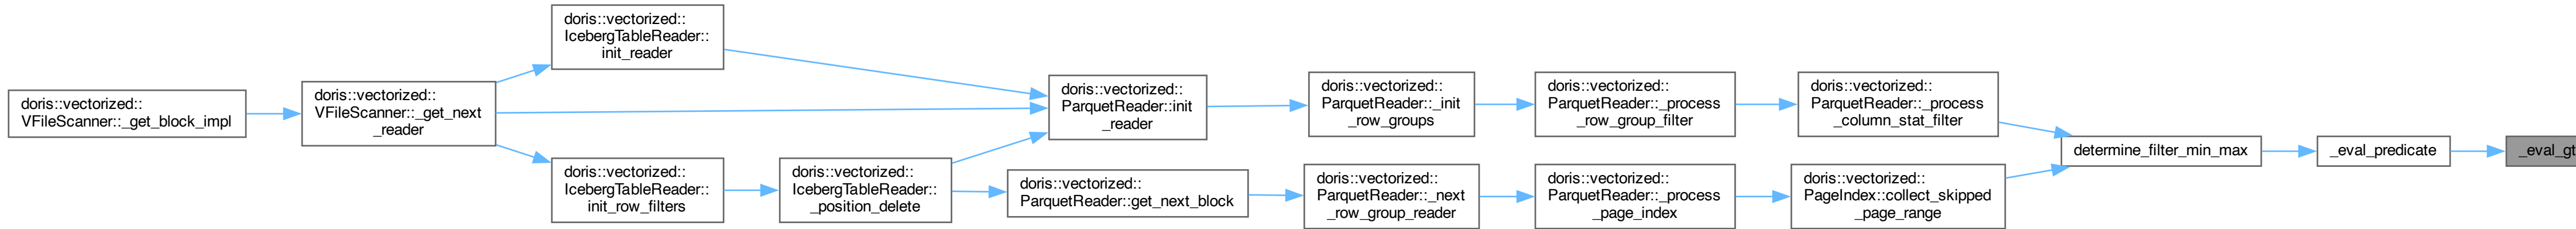 doris::vectorized::
VFileScanner::_get_block_impl
doris::vectorized::
VFileScanner::_get_next
_reader
doris::vectorized::
IcebergTableReader::
init_reader
doris::vectorized::
IcebergTableReader::
init_row_filters
doris::vectorized::
IcebergTableReader::
_position_delete
doris::vectorized::
ParquetReader::init
_reader
doris::vectorized::
ParquetReader::get_next_block
doris::vectorized::
ParquetReader::_init
_row_groups
doris::vectorized::
ParquetReader::_next
_row_group_reader
doris::vectorized::
ParquetReader::_process
_row_group_filter
doris::vectorized::
ParquetReader::_process
_page_index
doris::vectorized::
ParquetReader::_process
_column_stat_filter
doris::vectorized::
PageIndex::collect_skipped
_page_range
determine_filter_min_max
_eval_predicate
_eval_gt